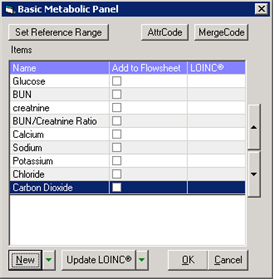 Basic Metabolic Panel
Set Reference Range AttrCode MergeCode
Items
Name Add to Flowsheet LOINC®
Glucose
BUN
creatnine
BUN/Creatnine Ratio
Calcium
Sodium
Potassium
Chloride
Carbon Dioxide
New Update LOINC® OK Cancel